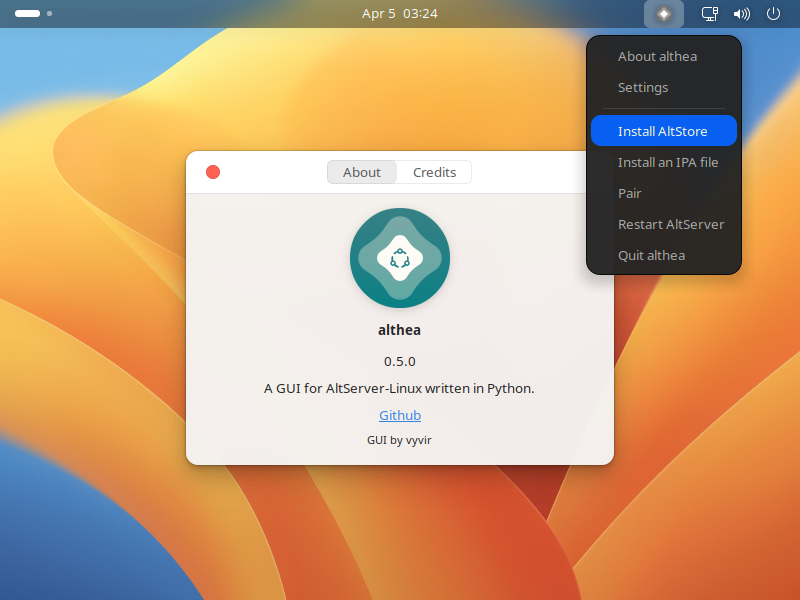 Apr 5 03:24
About althea
Settings
Install AltStore
Install an IPA file
Pair
Restart AltServer
Quit althea
About
Credits
althea
0.5.0
A GUI for AltServer-Linux written in Python.
Github
GUI by vyvir